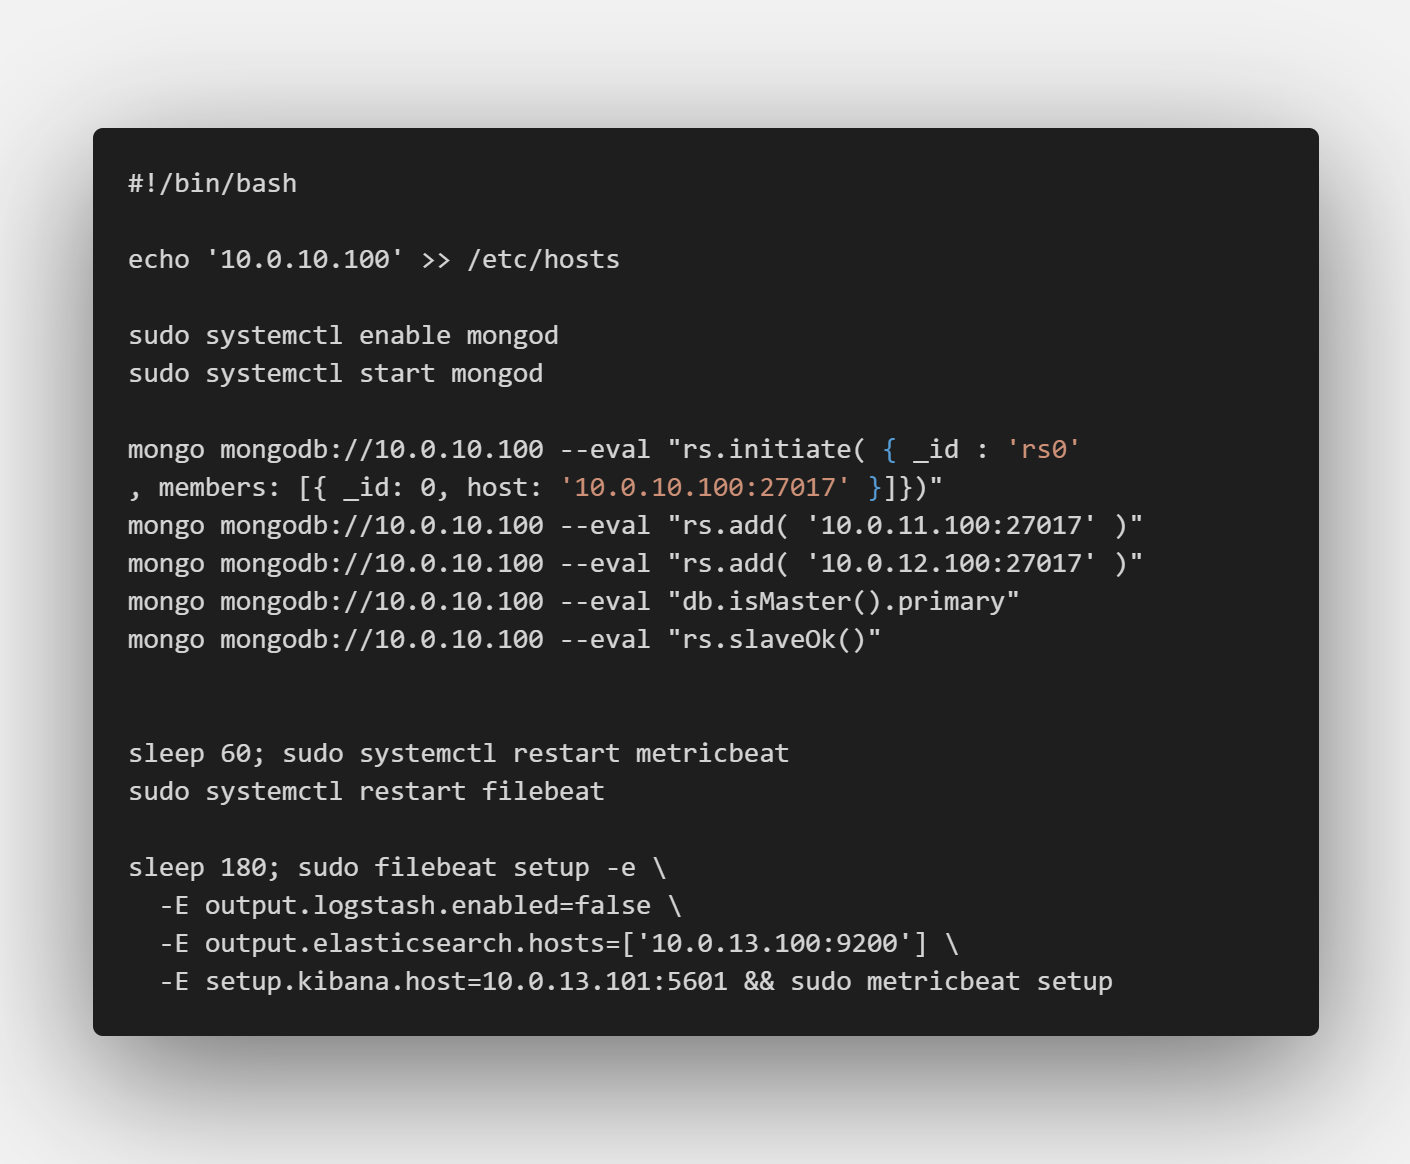 #!/bin/bash

echo '10.0.10.100' >> /etc/hosts

sudo systemctl enable mongod
sudo systemctl start mongod

mongo mongodb://10.0.10.100 --eval "rs.initiate( { _id : 'rs0'
, members: [{ _id: 0, host: '10.0.10.100:27017' }]})"
mongo mongodb://10.0.10.100 --eval "rs.add( '10.0.11.100:27017' )"
mongo mongodb://10.0.10.100 --eval "rs.add( '10.0.12.100:27017' )"
mongo mongodb://10.0.10.100 --eval "db.isMaster().primary"
mongo mongodb://10.0.10.100 --eval "rs.slaveOk()"


sleep 60; sudo systemctl restart metricbeat
sudo systemctl restart filebeat

sleep 180; sudo filebeat setup -e \
  -E output.logstash.enabled=false \
  -E output.elasticsearch.hosts=['10.0.13.100:9200'] \
  -E setup.kibana.host=10.0.13.101:5601 && sudo metricbeat setup